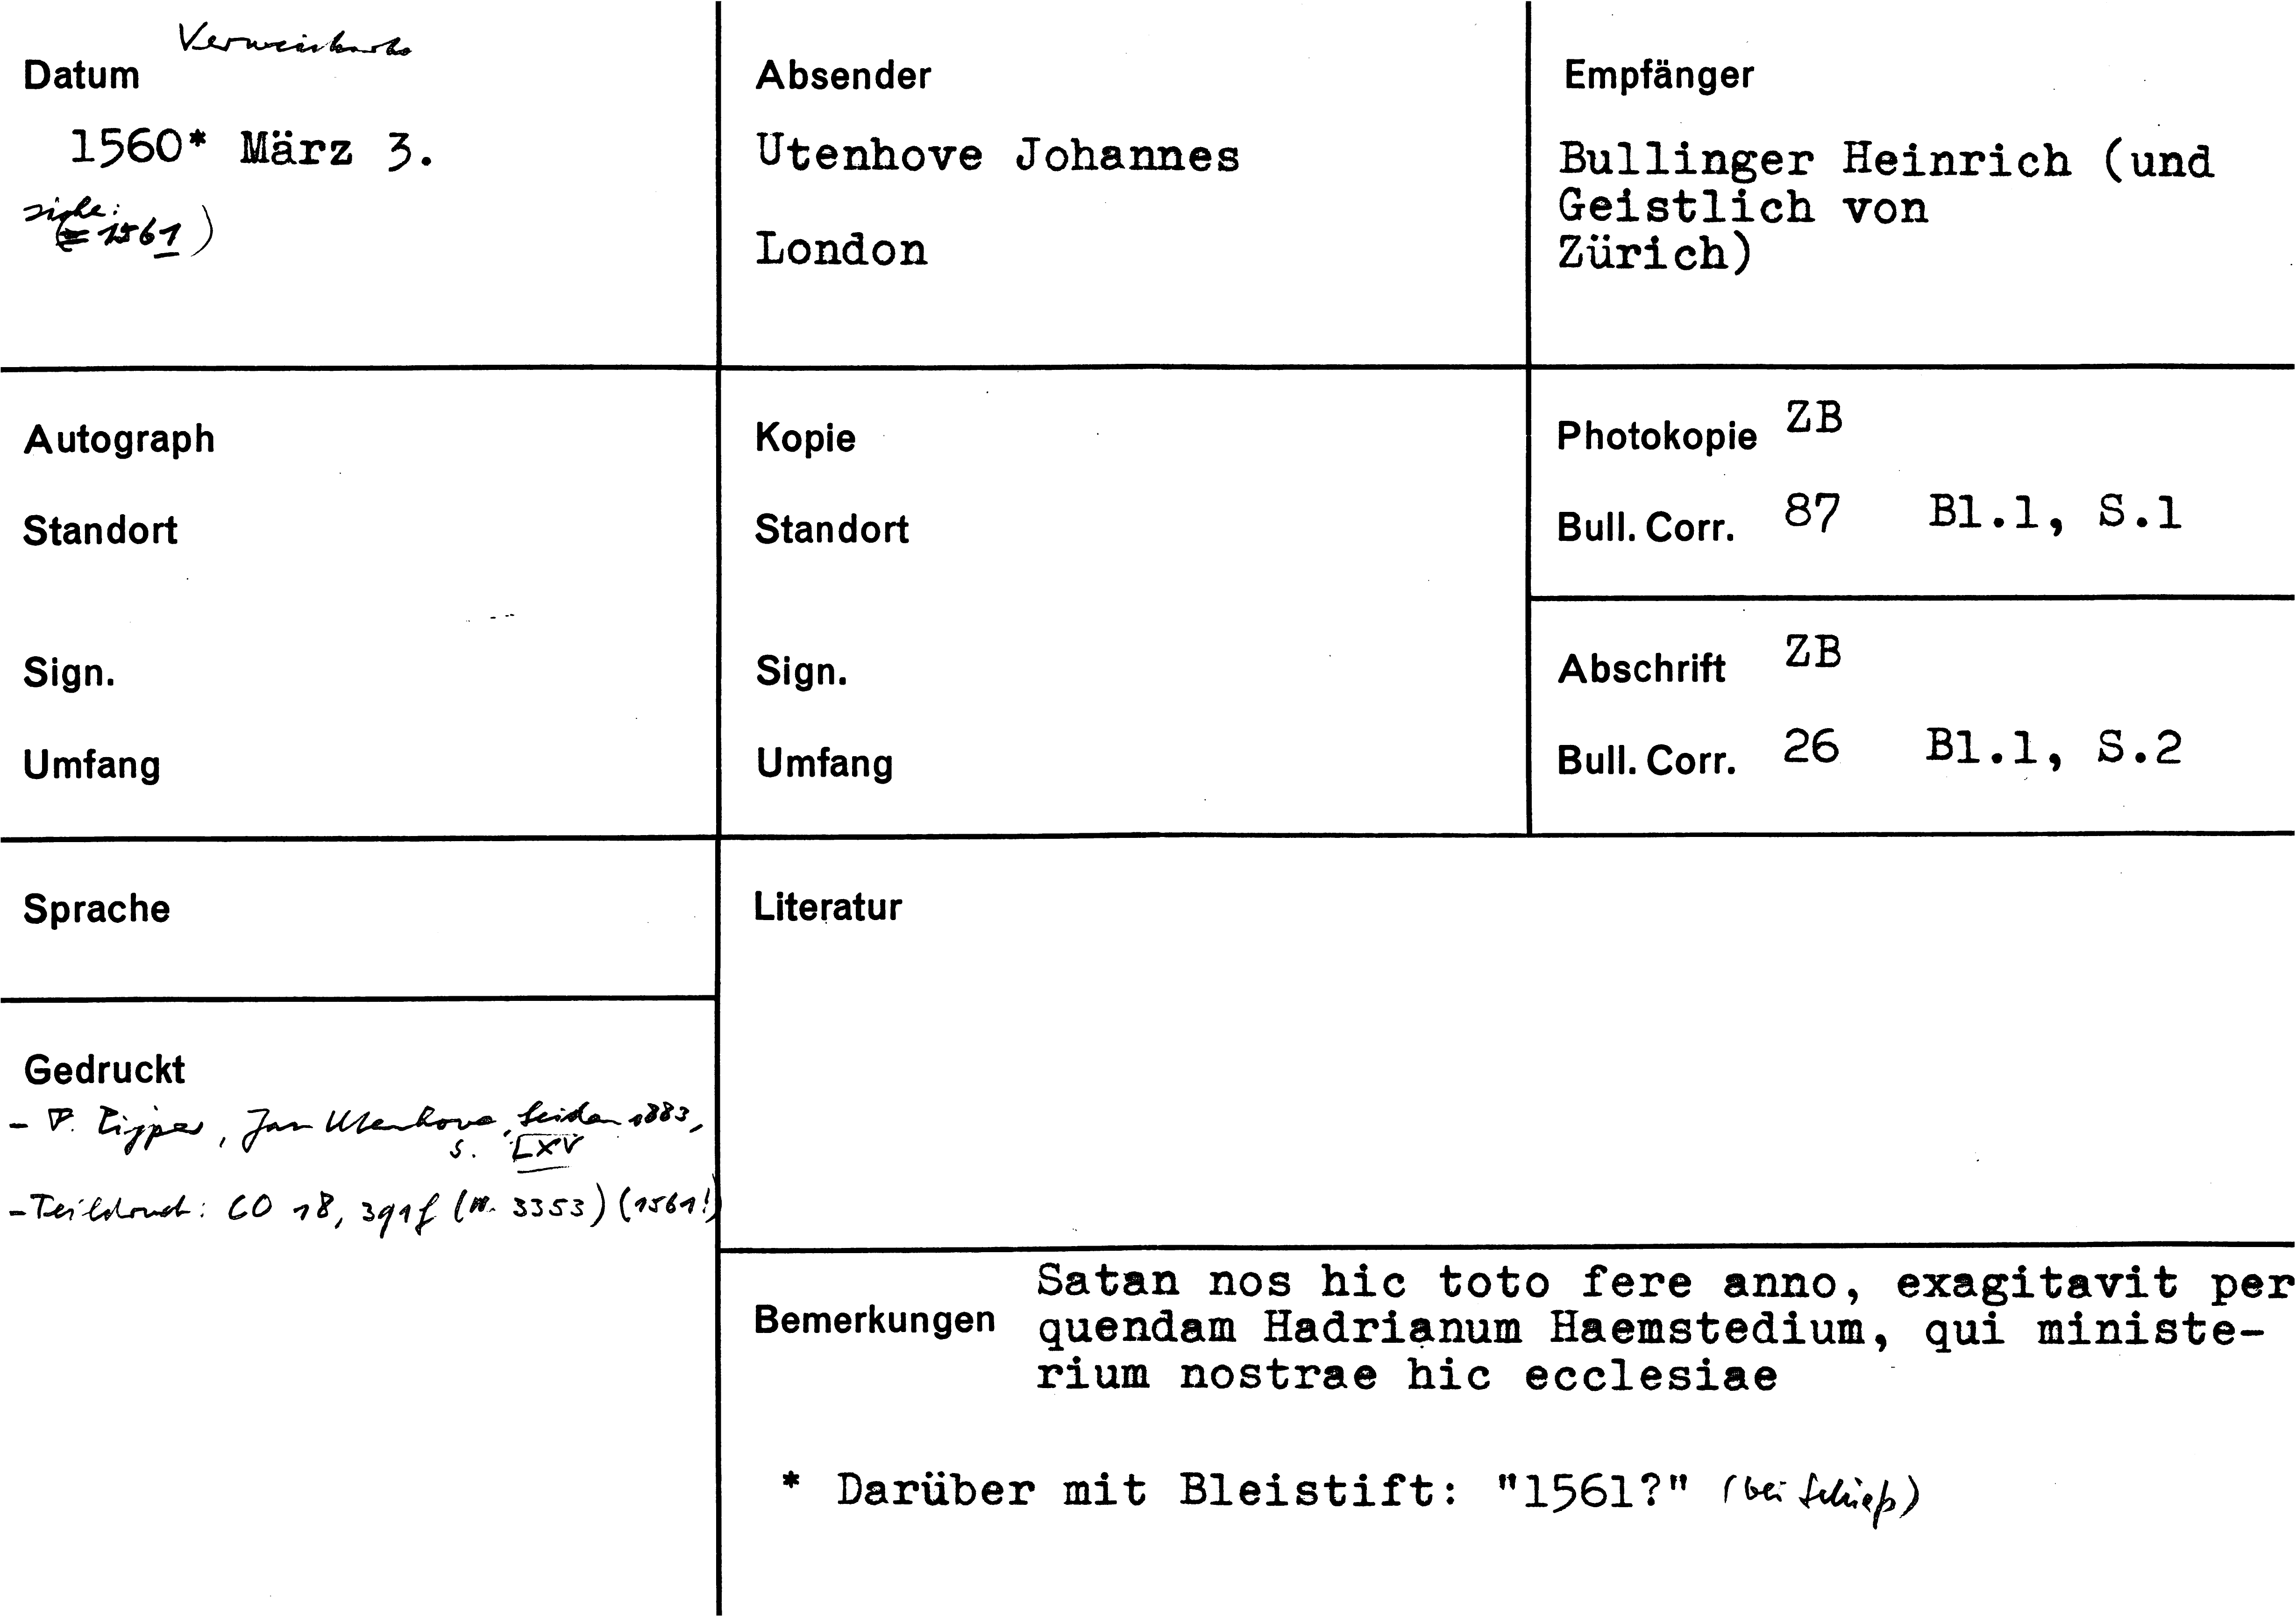 Verweiskarte
Datum
1560* März 3.
siehe:
(= 1561)
Absender
Utenhove Johannes
London
Empfänger
Bullinger Heinrich (und
Geistlich von
Zürich)
Autograph
Standort
Sign.
Umfang
Kopie
Standort
Sign.
Umfang
Photokopie ZB
Bull. Corr. 87 Bl.1, S.1
Abschrift ZB
Bull. Corr. 26 Bl.1, S.2
Sprache
Literatur
Gedruckt
- F. Pijper, Jan Utenhove, Leiden 1883,
S. LXV
- Teildruck: CO 18, 391f (Nr. 3353) (1561!)
Bemerkungen
Satan nos hic toto fere anno, exagitavit per
quendam Hadrianum Haemstedium, qui ministe-
rium nostrae hic ecclesiae
* Darüber mit Bleistift: "1561?" (bei Schieß)